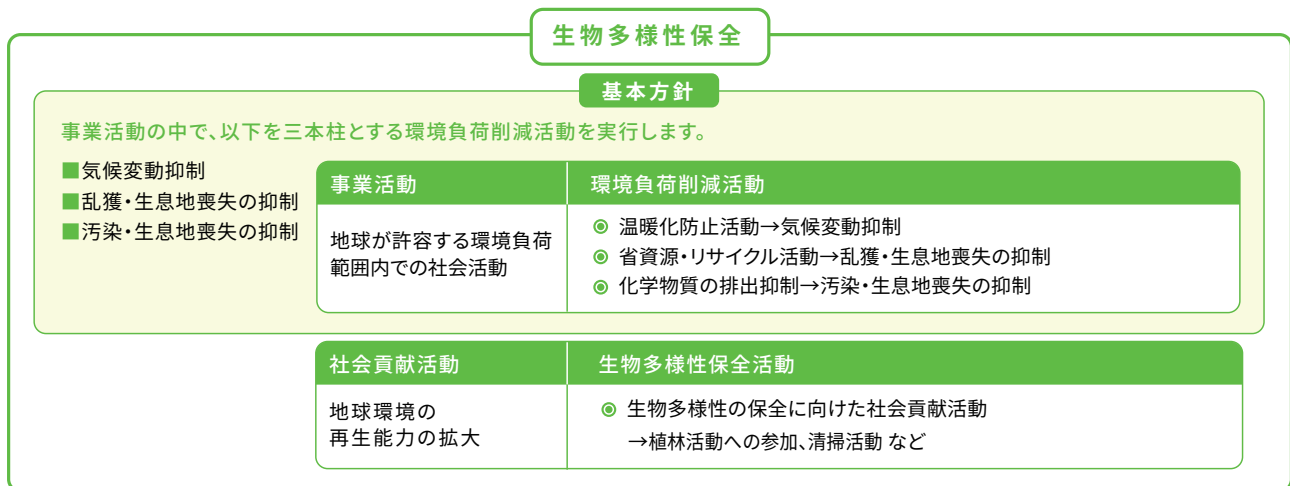 生物多様性保全
基本方針
事業活動の中で、以下を三本柱とする環境負荷削減活動を実行します。
■気候変動抑制
■乱獲・生息地喪失の抑制
■汚染・生息地喪失の抑制
事業活動
環境負荷削減活動
地球が許容する環境負荷
範囲内での社会活動
◉ 温暖化防止活動→気候変動抑制
◉ 省資源・リサイクル活動→乱獲・生息地喪失の抑制
◉ 化学物質の排出抑制→汚染・生息地喪失の抑制
社会貢献活動
生物多様性保全活動
地球環境の
再生能力の拡大
◉ 生物多様性の保全に向けた社会貢献活動
→植林活動への参加、清掃活動 など